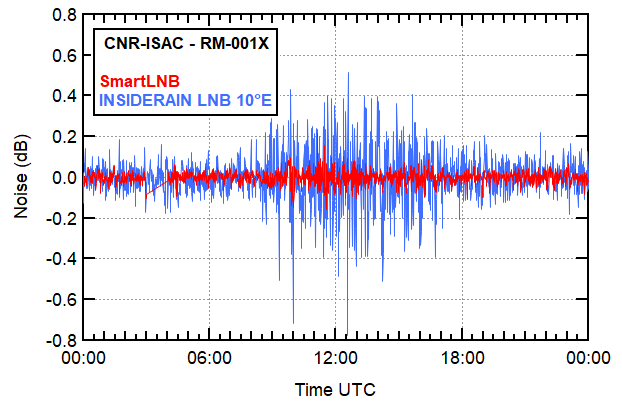 0.8
0.6
0.4
0.2
0.0
-0.2
-0.4
-0.6
-0.8
Noise (dB)
CNR-ISAC - RM-001X
SmartLNB
INSIDERAIN LNB 10°E
00:00 06:00 12:00 18:00 00:00
Time UTC